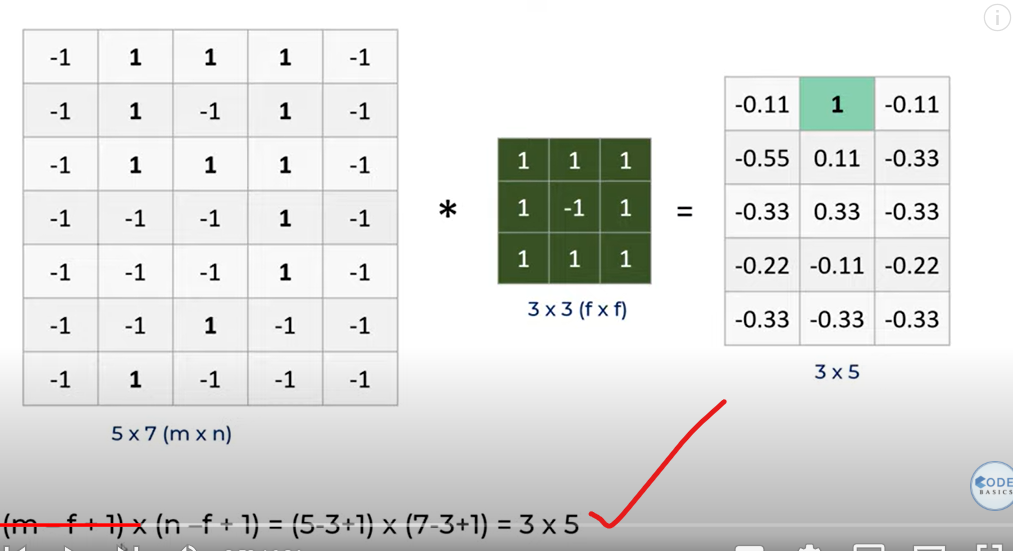 -1 1 1 1 -1
-1 1 -1 1 -1
-1 1 1 1 -1
-1 -1 -1 1 -1
-1 -1 -1 1 -1
-1 -1 1 -1 -1
-1 1 -1 -1 -1
5 x 7 (m x n)
*
1 1 1
1 -1 1
1 1 1
3 x 3 (f x f)
=
-0.11 1 -0.11
-0.55 0.11 -0.33
-0.33 0.33 -0.33
-0.22 -0.11 -0.22
-0.33 -0.33 -0.33
3 x 5
CODE
BASICS
(m – f + 1) x (n –f + 1) = (5-3+1) x (7-3+1) = 3 x 5